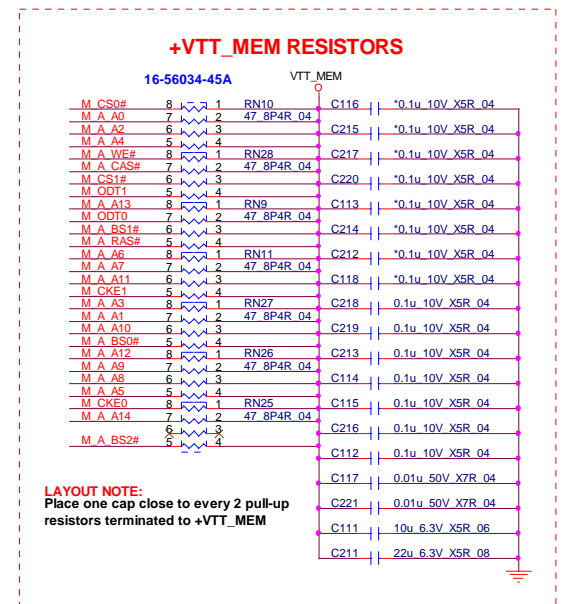 +VTT_MEM RESISTORS
16-56034-45A
VTT_MEM
M_CS0# 8 1 RN10
M_A_A0 7 2 47_8P4R_04
M_A_A2 6 3
M_A_A4 5 4
M_A_WE# 8 1 RN28
M_A_CAS# 7 2 47_8P4R_04
M_CS1# 6 3
M_ODT1 5 4
M_A_A13 8 1 RN9
M_ODT0 7 2 47_8P4R_04
M_A_BS1# 6 3
M_A_RAS# 5 4
M_A_A6 8 1 RN11
M_A_A7 7 2 47_8P4R_04
M_A_A11 6 3
M_CKE1 5 4
M_A_A3 8 1 RN27
M_A_A1 7 2 47_8P4R_04
M_A_A10 6 3
M_A_BS0# 5 4
M_A_A12 8 1 RN26
M_A_A9 7 2 47_8P4R_04
M_A_A8 6 3
M_A_A5 5 4
M_CKE0 8 1 RN25
M_A_A14 7 2 47_8P4R_04
6 3
M_A_BS2# 5 4
C116 *0.1u_10V_X5R_04
C215 *0.1u_10V_X5R_04
C217 *0.1u_10V_X5R_04
C220 *0.1u_10V_X5R_04
C113 *0.1u_10V_X5R_04
C214 *0.1u_10V_X5R_04
C212 *0.1u_10V_X5R_04
C118 *0.1u_10V_X5R_04
C218 0.1u_10V_X5R_04
C219 0.1u_10V_X5R_04
C213 0.1u_10V_X5R_04
C114 0.1u_10V_X5R_04
C115 0.1u_10V_X5R_04
C216 0.1u_10V_X5R_04
C112 0.1u_10V_X5R_04
C117 0.01u_50V_X7R_04
C221 0.01u_50V_X7R_04
C111 10u_6.3V_X5R_06
C211 22u_6.3V_X5R_08
LAYOUT NOTE:
Place one cap close to every 2 pull-up
resistors terminated to +VTT_MEM